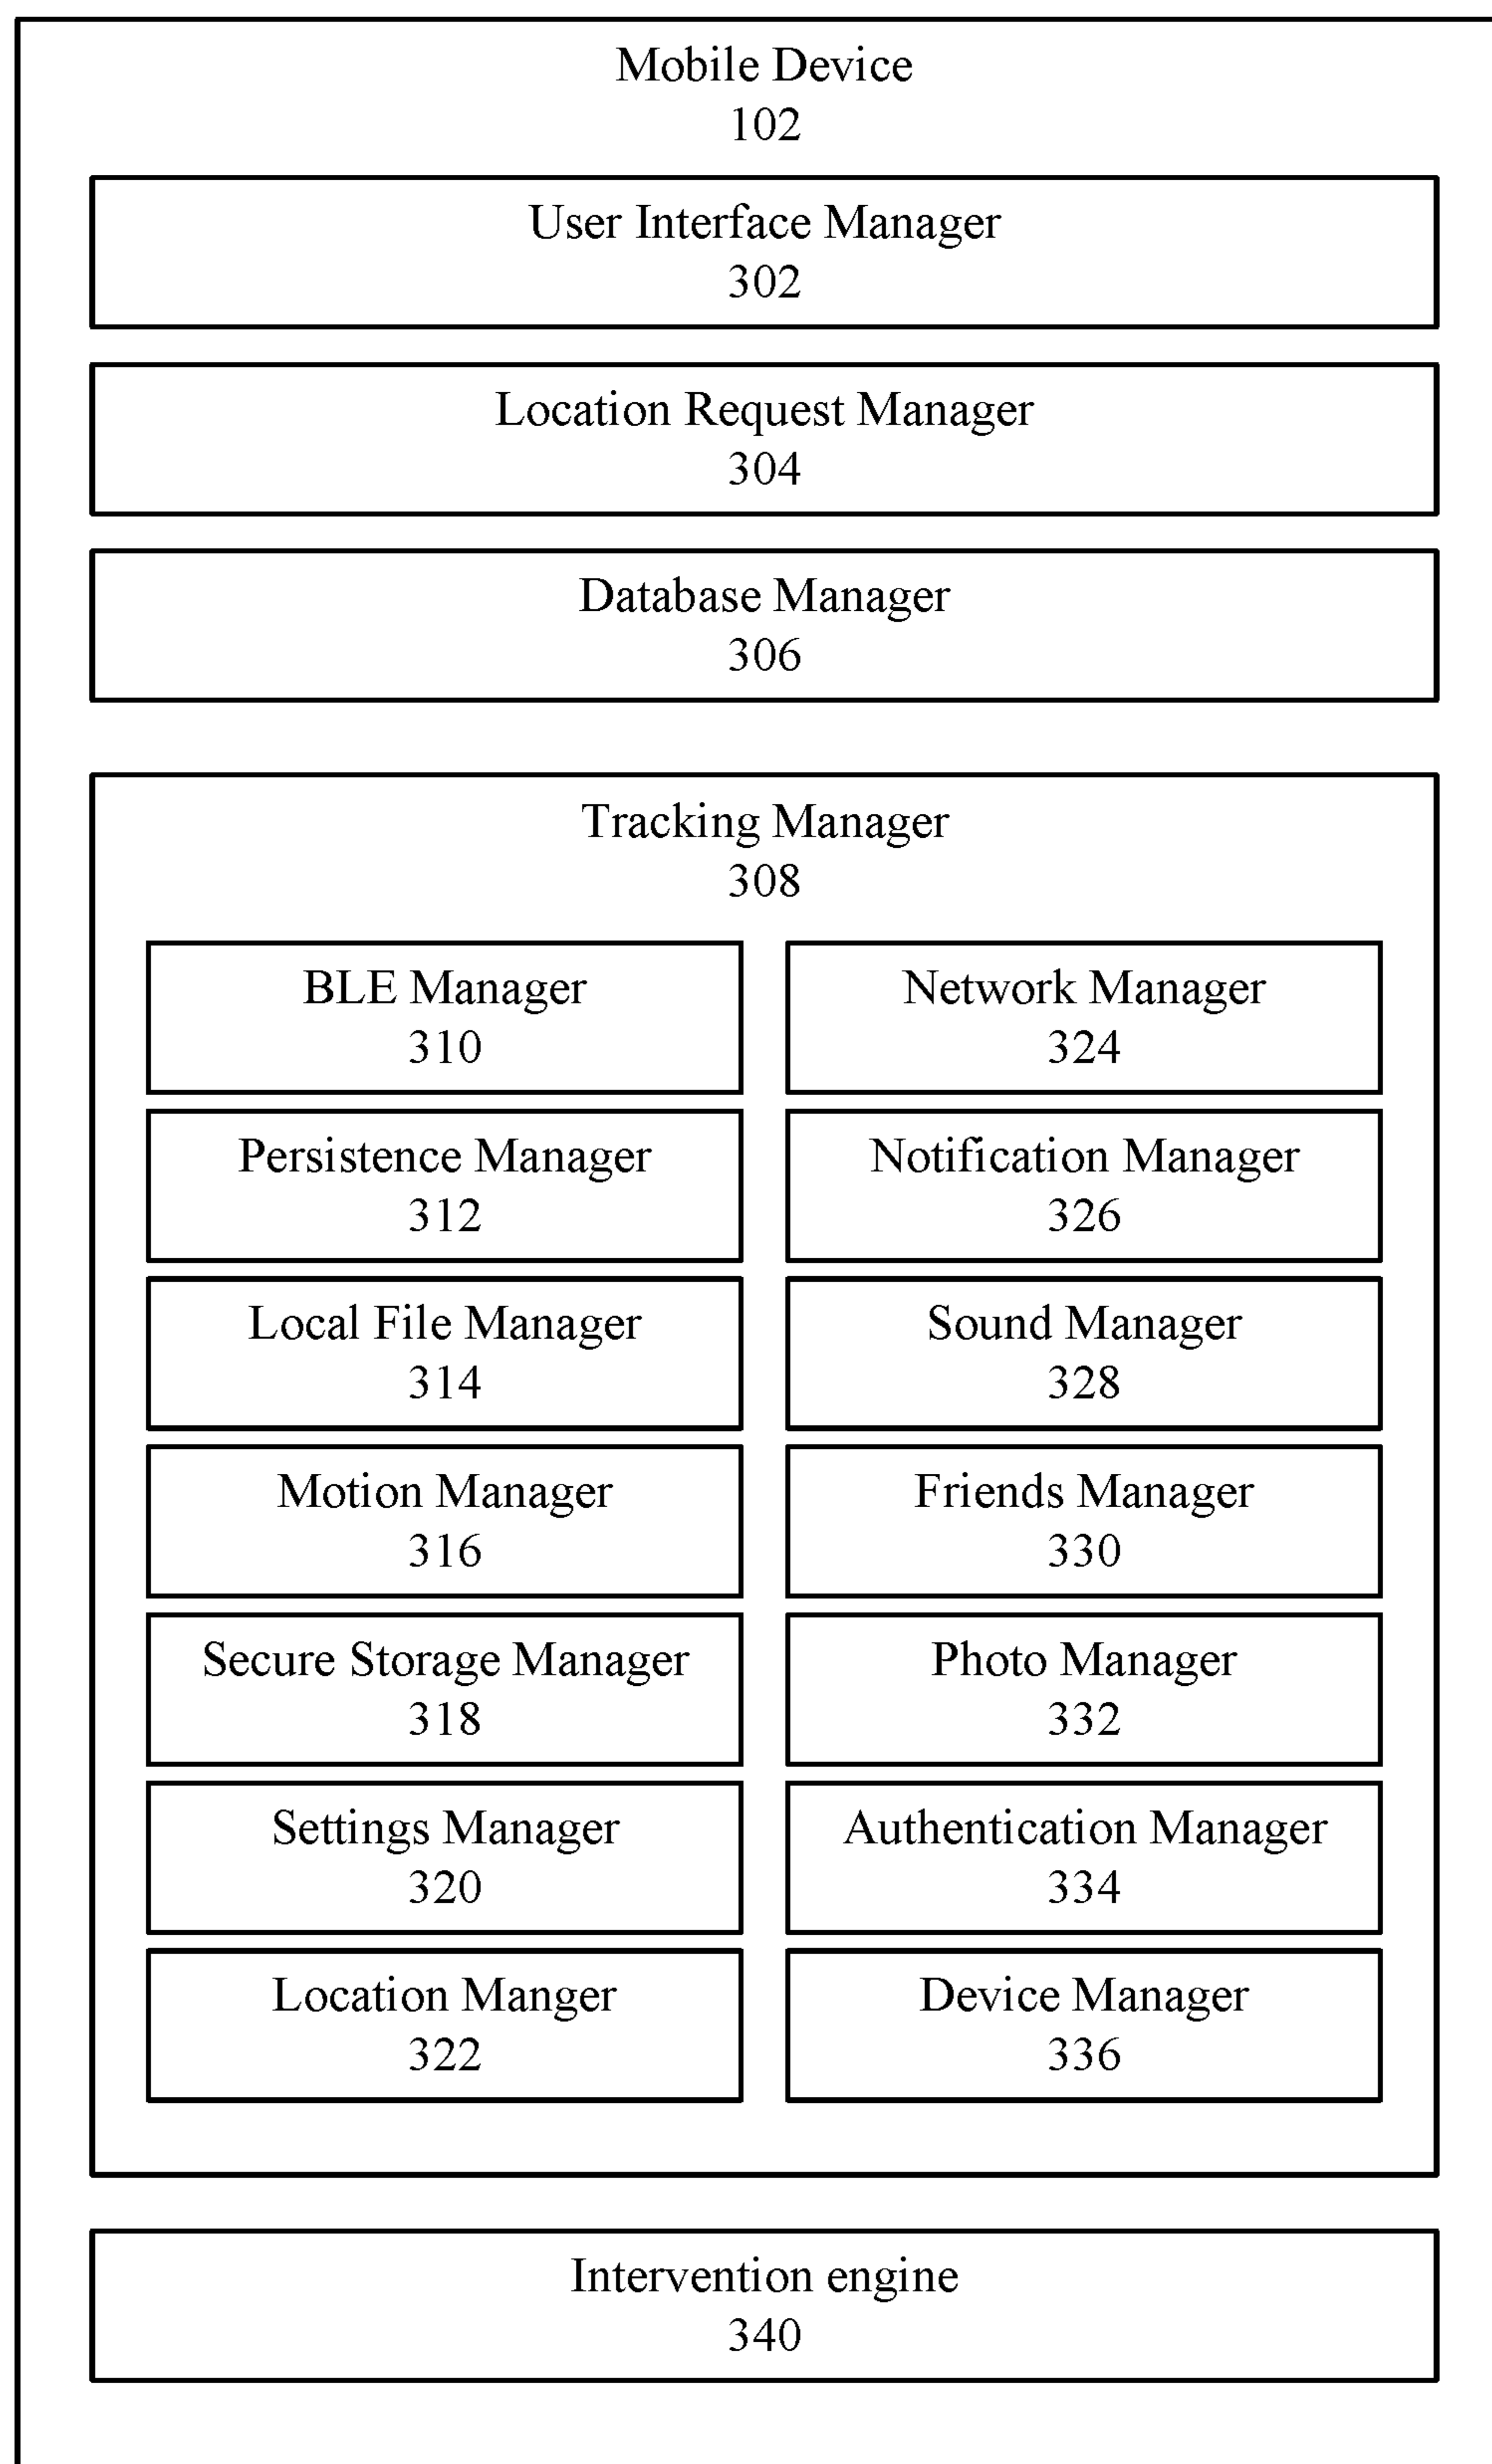 Mobile Device
102
User Interface Manager
302
Location Request Manager
304
Database Manager
306
Tracking Manager
308
BLE Manager
310
Network Manager
324
Persistence Manager
312
Notification Manager
326
Local File Manager
314
Sound Manager
328
Motion Manager
316
Friends Manager
330
Secure Storage Manager
318
Photo Manager
332
Settings Manager
320
Authentication Manager
334
Location Manger
322
Device Manager
336
Intervention engine
340